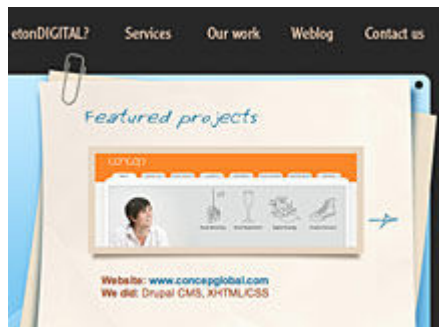 etonDIGITAL? Services Our work Weblog Contact us
Featured projects
concep
Website: www.concepglobal.com
We did: Drupal CMS, XHTML/CSS